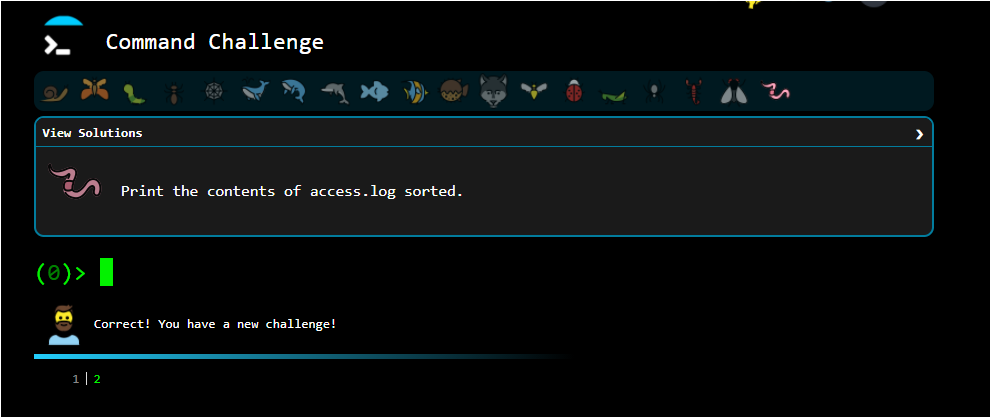 Command Challenge
View Solutions ❯
Print the contents of access.log sorted.
(0)>
Correct! You have a new challenge!
1 | 2